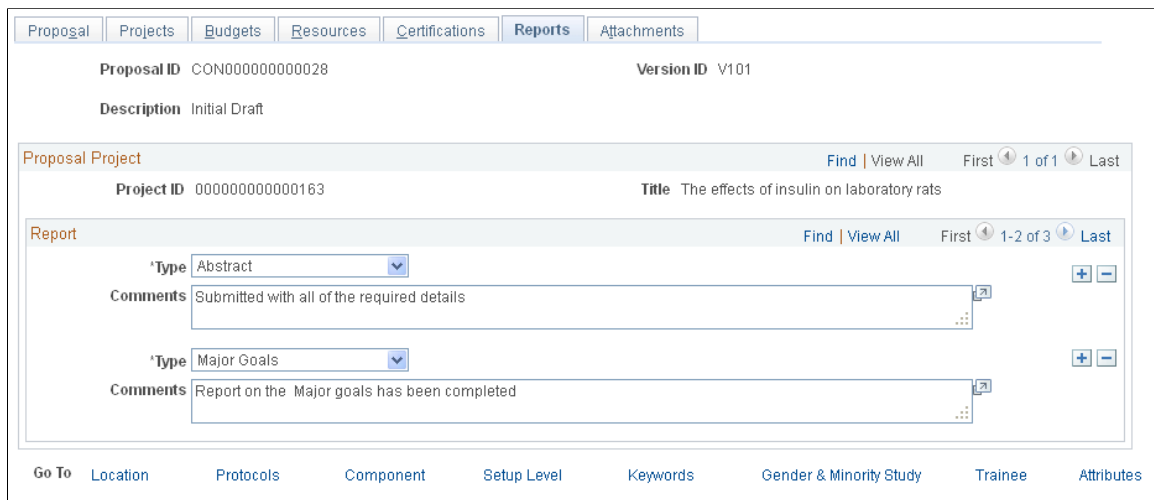 Proposal Projects Budgets Resources Certifications Reports Attachments
Proposal ID CON000000000028 Version ID V101
Description Initial Draft
Proposal Project Find | View All First 1 of 1 Last
Project ID 000000000000163 Title The effects of insulin on laboratory rats
Report Find | View All First 1-2 of 3 Last
*Type Abstract
Comments Submitted with all of the required details
*Type Major Goals
Comments Report on the Major goals has been completed
Go To Location Protocols Component Setup Level Keywords Gender & Minority Study Trainee Attributes